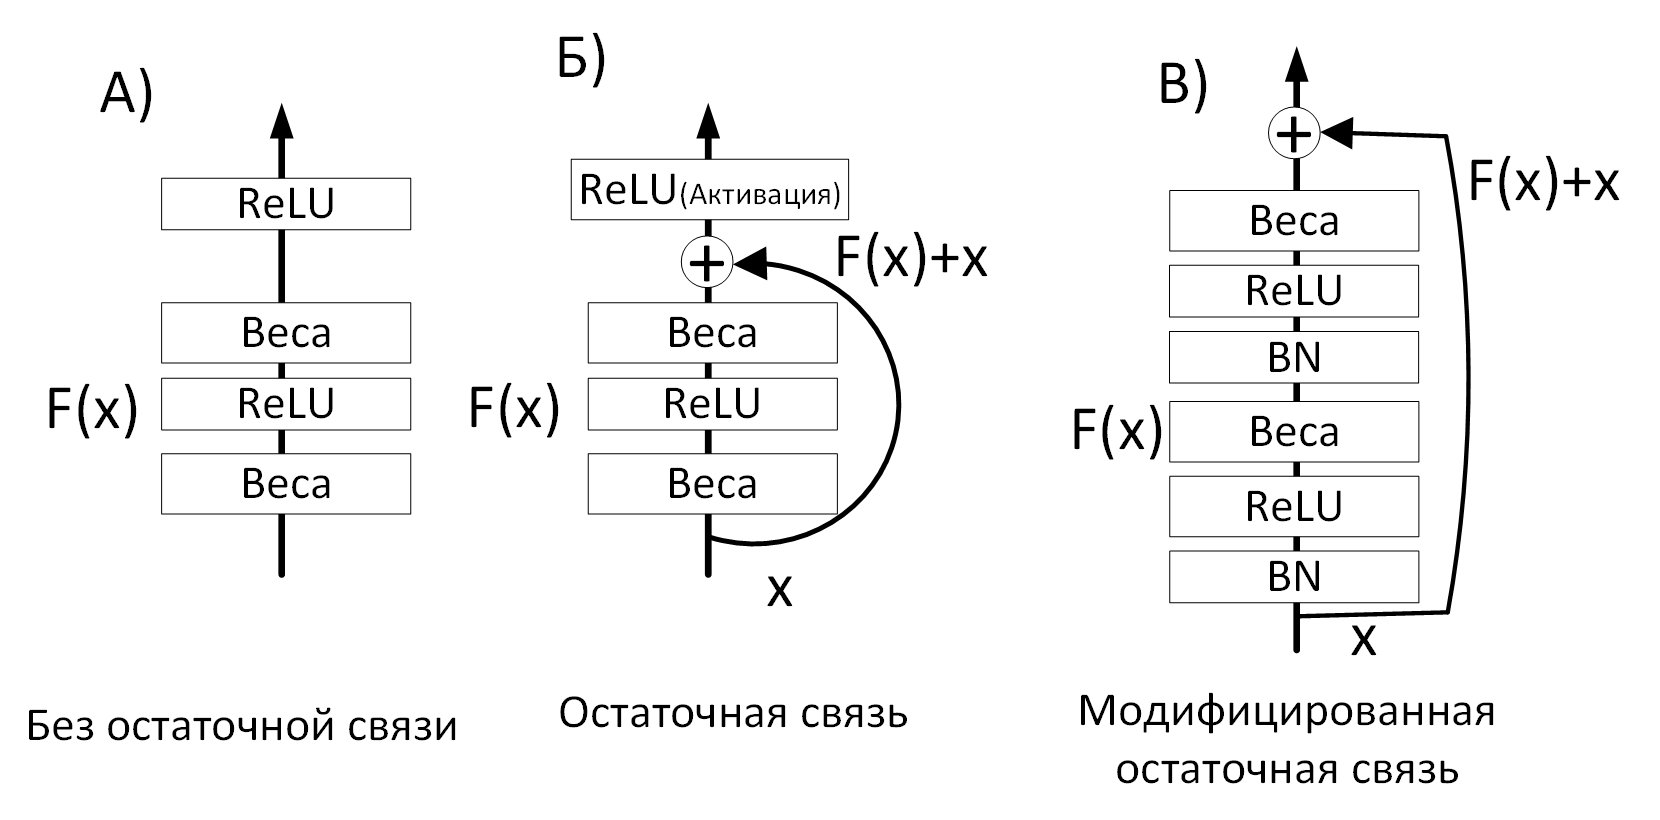 А)
ReLU
Веса
ReLU
F(x)
Веса
Без остаточной связи
Б)
ReLU(Активация)
+
F(x)+x
Веса
ReLU
F(x)
Веса
x
Остаточная связь
В)
+
F(x)+x
Веса
ReLU
BN
Веса
F(x)
ReLU
BN
x
Модифицированная
остаточная связь